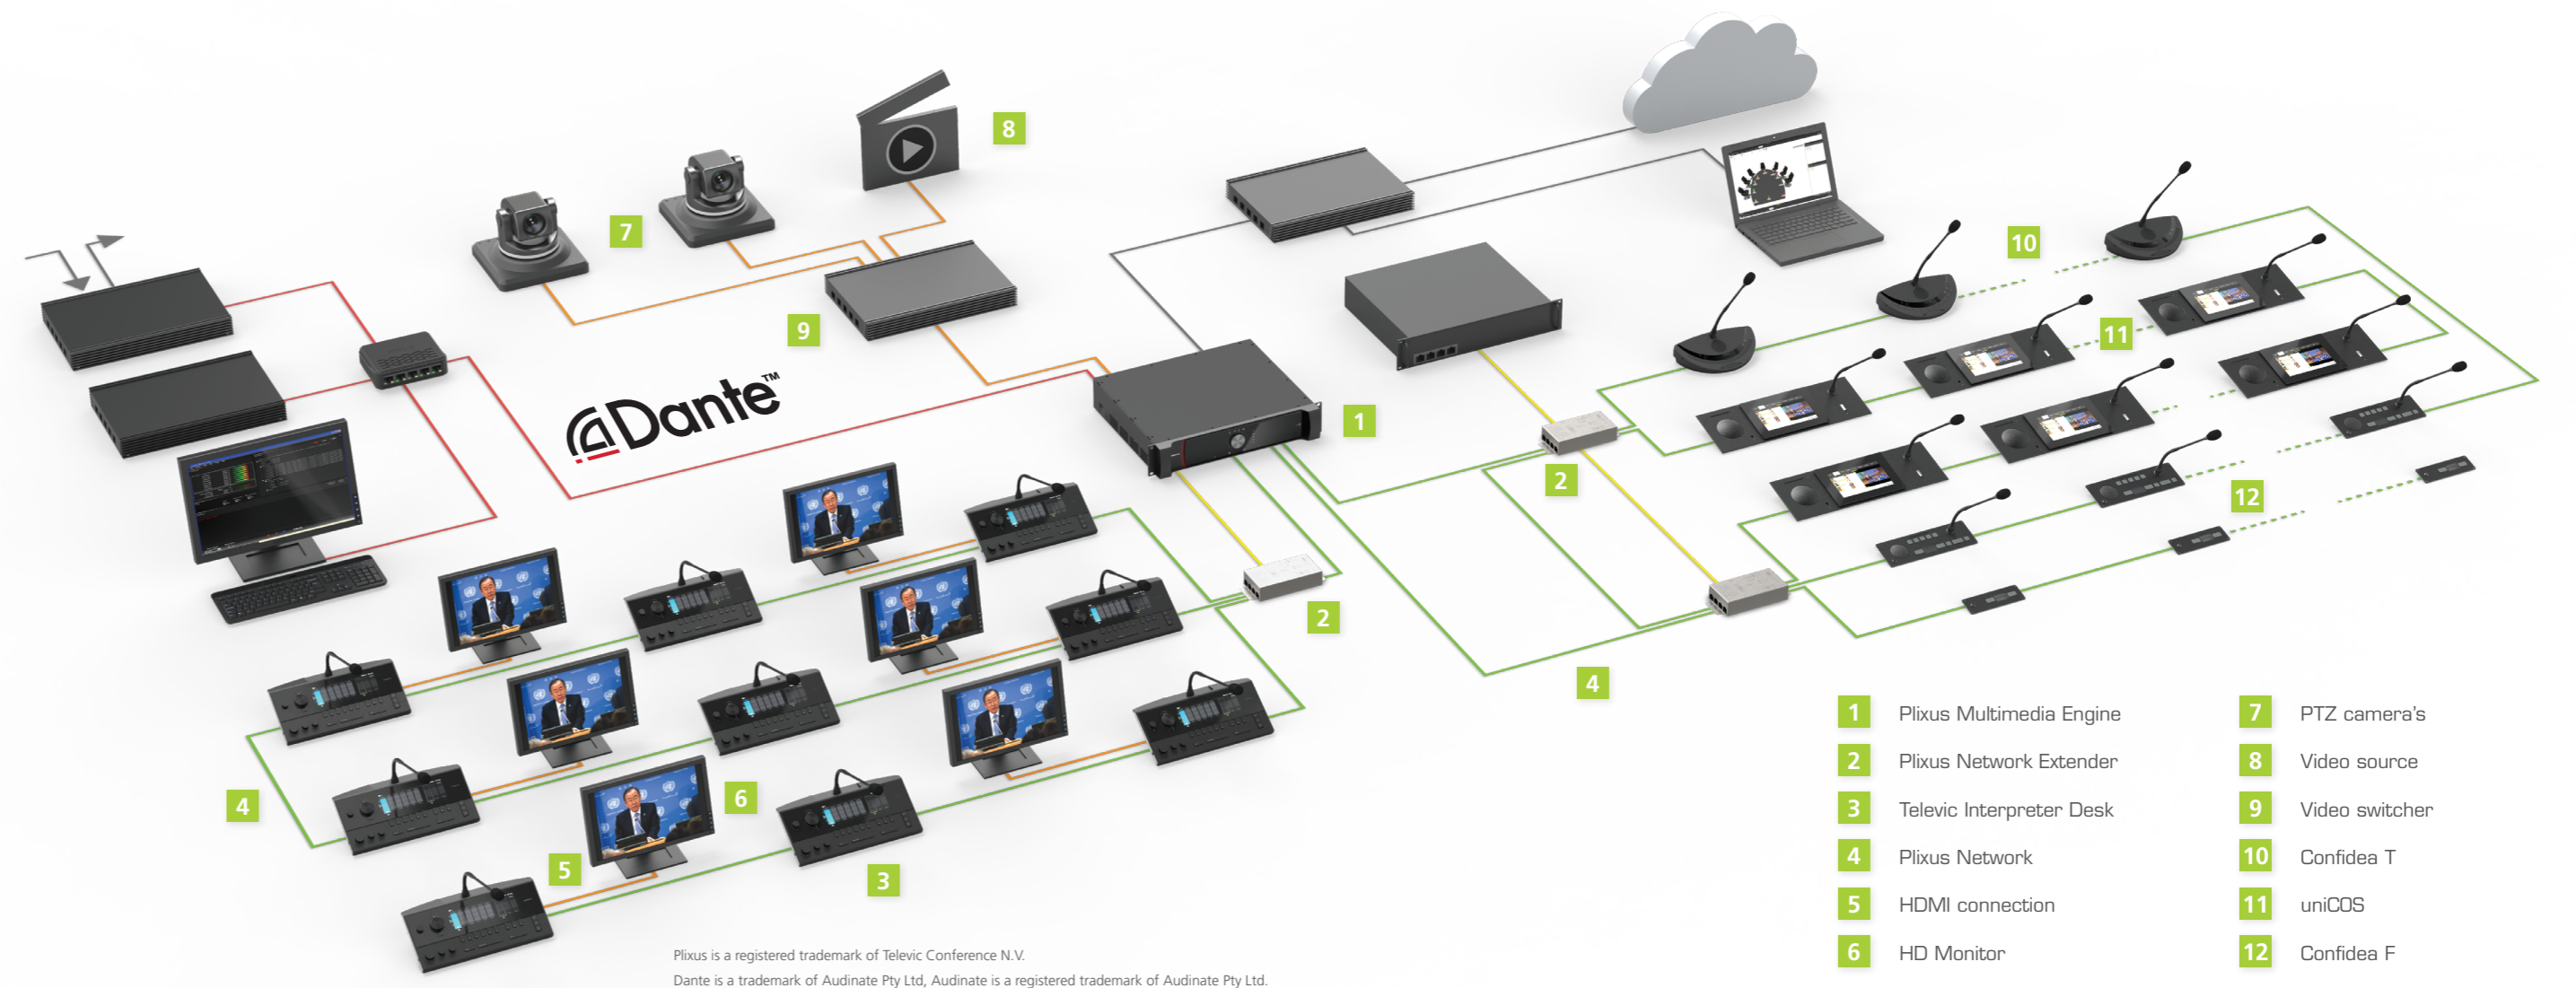 8
7
10
9
11
Dante™
1
2
12
2
4
6
4
5
3
1 Plixus Multimedia Engine
2 Plixus Network Extender
3 Televic Interpreter Desk
4 Plixus Network
5 HDMI connection
6 HD Monitor
7 PTZ camera's
8 Video source
9 Video switcher
10 Confidea T
11 uniCOS
12 Confidea F
Plixus is a registered trademark of Televic Conference N.V.
Dante is a trademark of Audinate Pty Ltd, Audinate is a registered trademark of Audinate Pty Ltd.